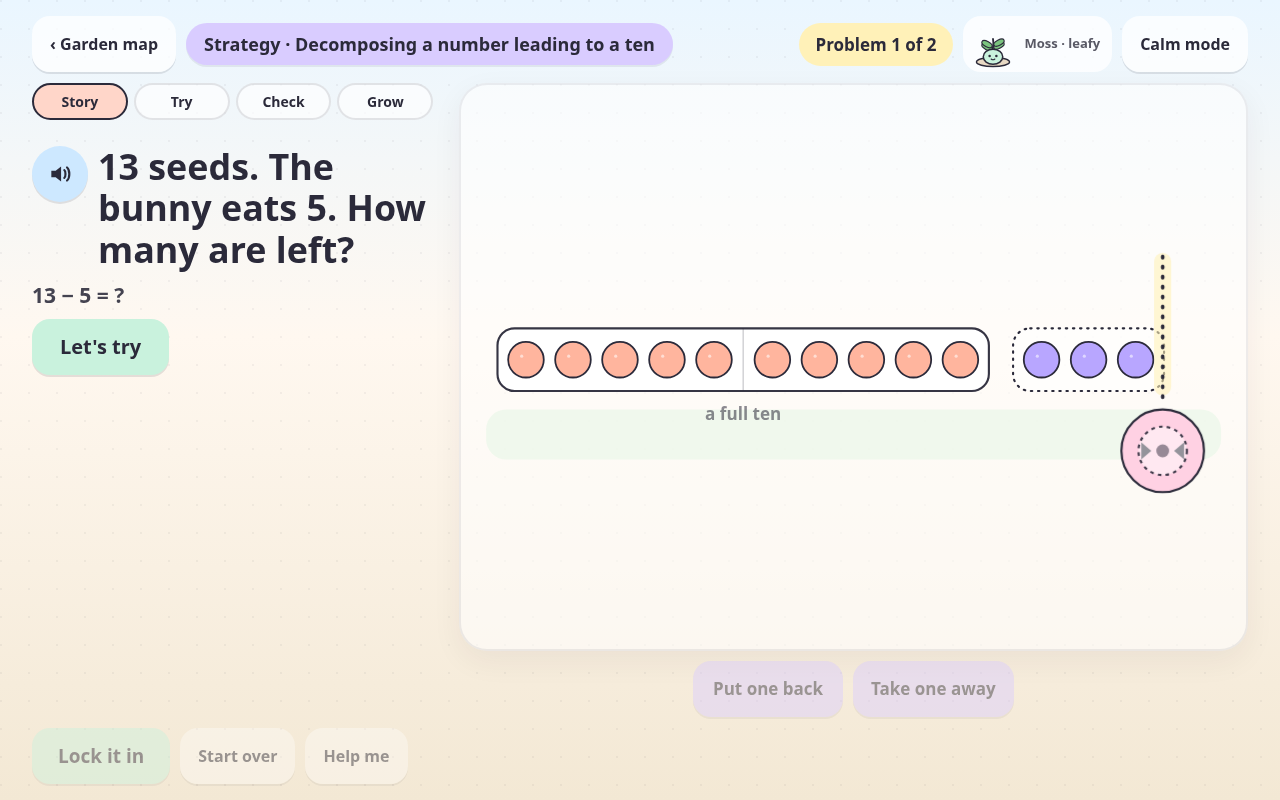 ‹ Garden map
Strategy · Decomposing a number leading to a ten
Problem 1 of 2
Moss · leafy
Calm mode
Story
Try
Check
Grow
13 seeds. The
bunny eats 5. How
many are left?
13 − 5 = ?
Let's try
a full ten
Put one back
Take one away
Lock it in
Start over
Help me